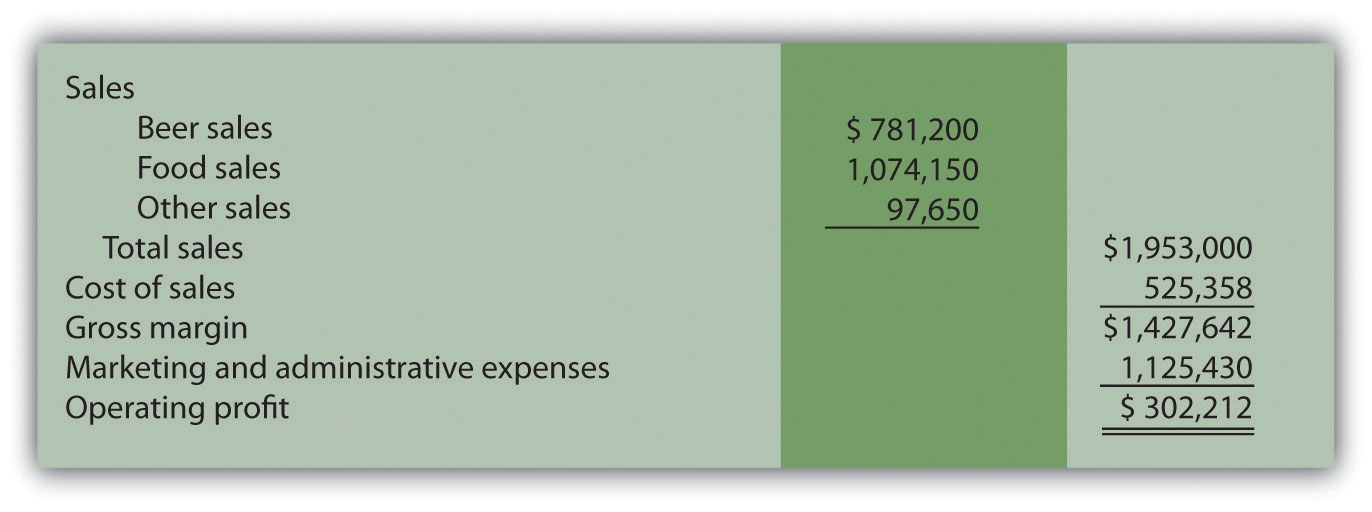 Sales
Beer sales $ 781,200
Food sales 1,074,150
Other sales 97,650
Total sales $1,953,000
Cost of sales 525,358
Gross margin $1,427,642
Marketing and administrative expenses 1,125,430
Operating profit $ 302,212